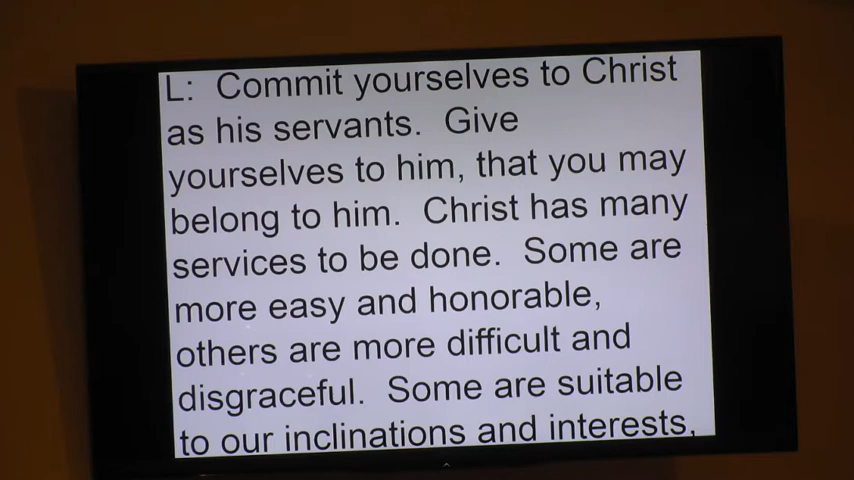 L: Commit yourselves to Christ
as his servants. Give
yourselves to him, that you may
belong to him. Christ has many
services to be done. Some are
more easy and honorable,
others are more difficult and
disgraceful. Some are suitable
to our inclinations and interests,